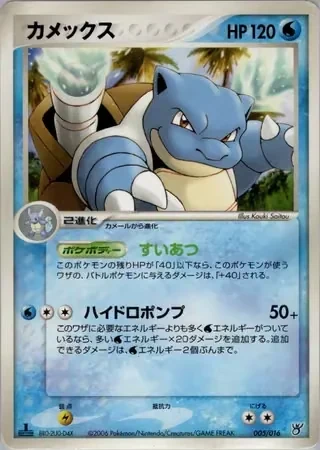 カメックス HP120
Illus. Kouki Saitou
2進化 カメールから進化
ポケボディー すいあつ
このポケモンの残りHPが「40」以下なら、このポケモンが使う
ワザの、バトルポケモンに与えるダメージは、「+40」される。
ハイドロポンプ 50+
このワザに必要なエネルギーよりも多く エネルギーがついて
いるなら、多い エネルギー×20ダメージを追加。追加
できるダメージは、 エネルギー2個ぶんまで。
弱点 抵抗力 にげる
1
©2006 Pokémon/Nintendo/Creatures/GAME FREAK. 005/016